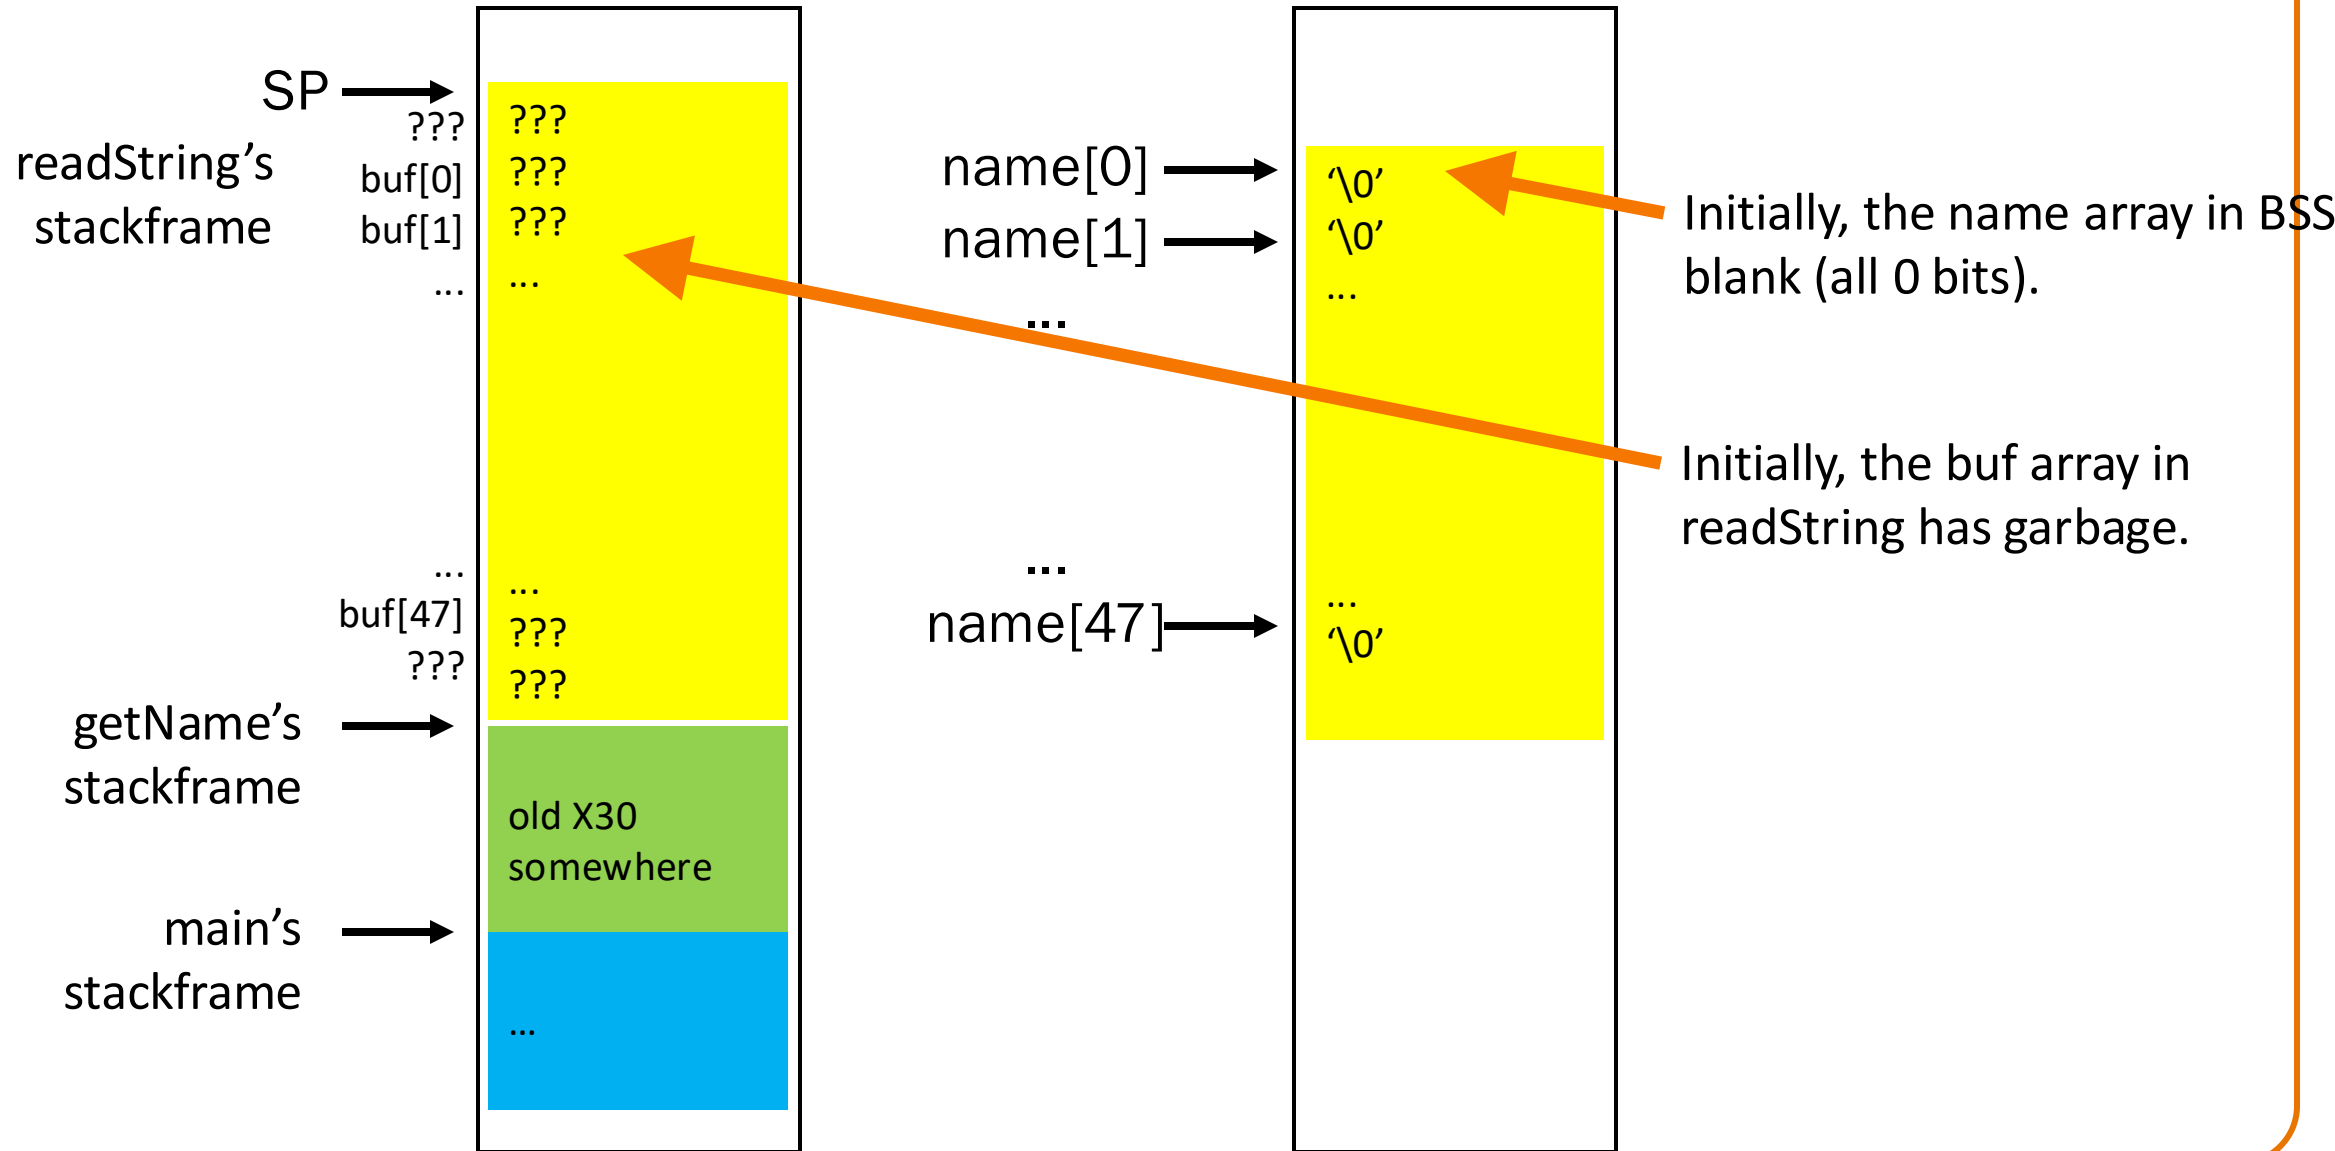 SP
???
readString’s
stackframe
buf[0]
buf[1]
...
???
???
???
...
...
buf[47]
???
...
???
???
getName’s
stackframe
old X30
somewhere
main’s
stackframe
...
name[0]
name[1]
...
...
name[47]
‘\0’
‘\0’
...
...
‘\0’
Initially, the name array in BSS
blank (all 0 bits).
Initially, the buf array in
readString has garbage.